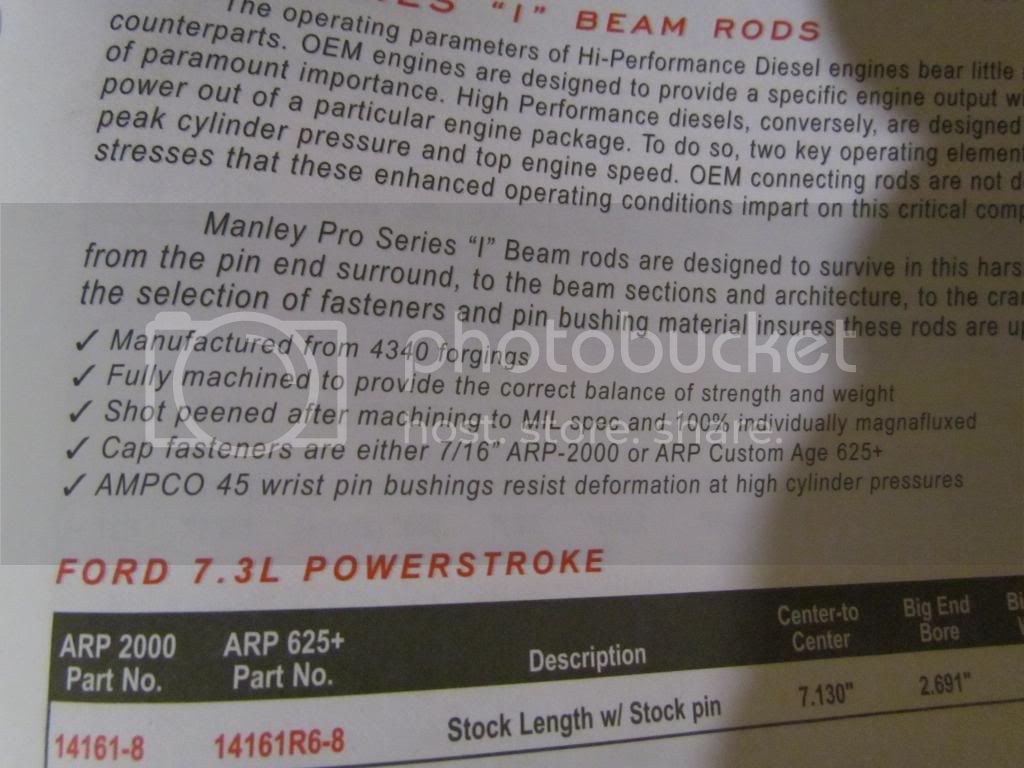 "I" BEAM RODS
The operating parameters of Hi-Performance Diesel engines bear little
counterparts. OEM engines are designed to provide a specific engine output
of paramount importance. High Performance diesels, conversely, are designed
power out of a particular engine package. To do so, two key operating
peak cylinder pressure and top engine speed. OEM connecting rods are not
stresses that these enhanced operating conditions impart on this critical
Manley Pro Series "I" Beam rods are designed to survive in this
from the pin end surround, to the beam sections and architecture, to the
the selection of fasteners and pin bushing material insures these rods are
✓ Manufactured from 4340 forgings
✓ Fully machined to provide the correct balance of strength and weight
✓ Shot peened after machining to MIL spec and 100% individually magnafluxed
✓ Cap fasteners are either 7/16" ARP-2000 or ARP Custom Age 625+
✓ AMPCO 45 wrist pin bushings resist deformation at high cylinder pressures
photobucket
host. store. share.
FORD 7.3L POWERSTROKE
ARP 2000 Part No. ARP 625+ Part No. Description Center-to Center Big End Bore
14161-8 14161R6-8 Stock Length w/ Stock pin 7.130" 2.691"